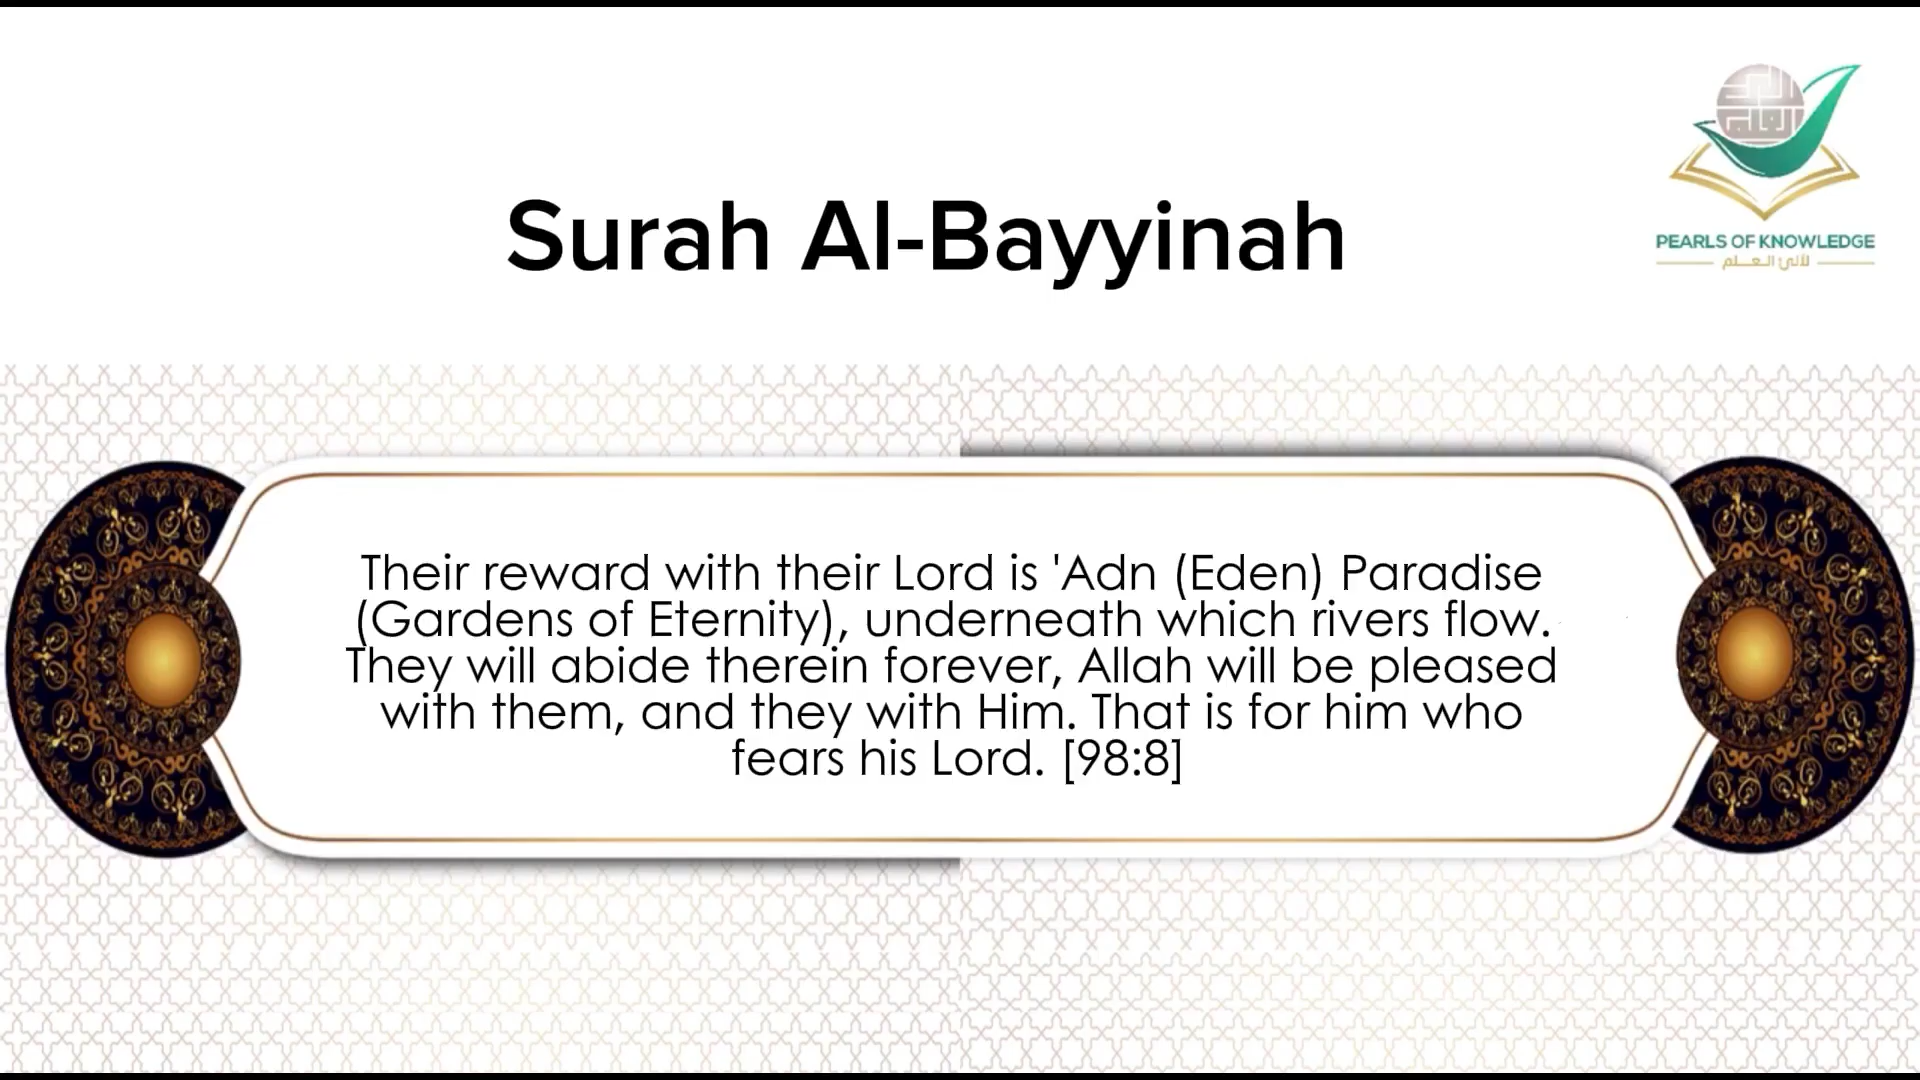 Surah Al-Bayyinah
PEARLS OF KNOWLEDGE
لآلئ العلم
Their reward with their Lord is 'Adn (Eden) Paradise
(Gardens of Eternity), underneath which rivers flow.
They will abide therein forever, Allah will be pleased
with them, and they with Him. That is for him who
fears his Lord. [98:8]